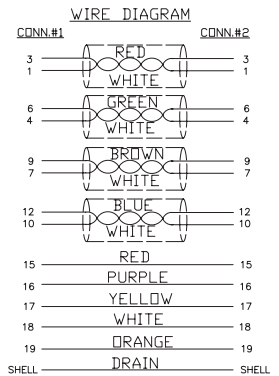 WIRE DIAGRAM
CONN.#1 CONN.#2
RED
3 3
1 1
WHITE
GREEN
6 6
4 4
WHITE
BROWN
9 9
7 7
WHITE
BLUE
12 12
10 10
WHITE
RED
15 15
PURPLE
16 16
YELLOW
17 17
WHITE
18 18
ORANGE
19 19
DRAIN
SHELL SHELL